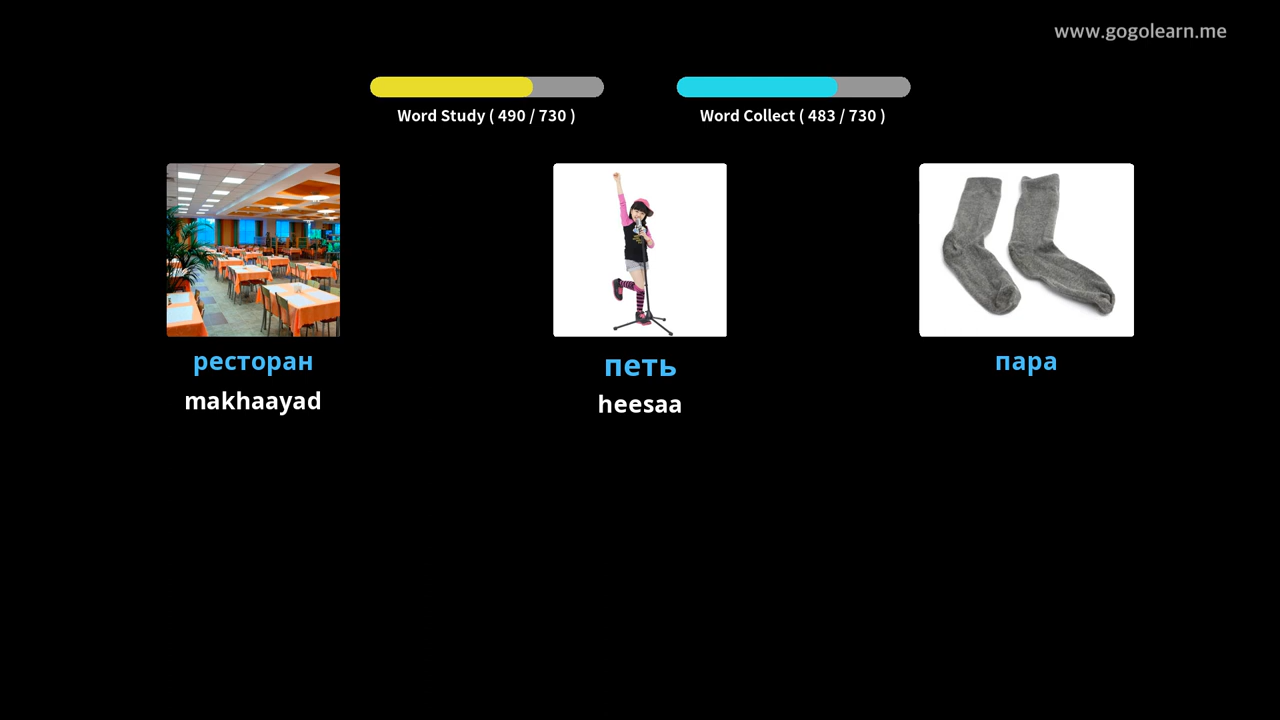 www.gogolearn.me
Word Study ( 490 / 730 )
Word Collect ( 483 / 730 )
ресторан
makhaayad
петь
heesaa
пара